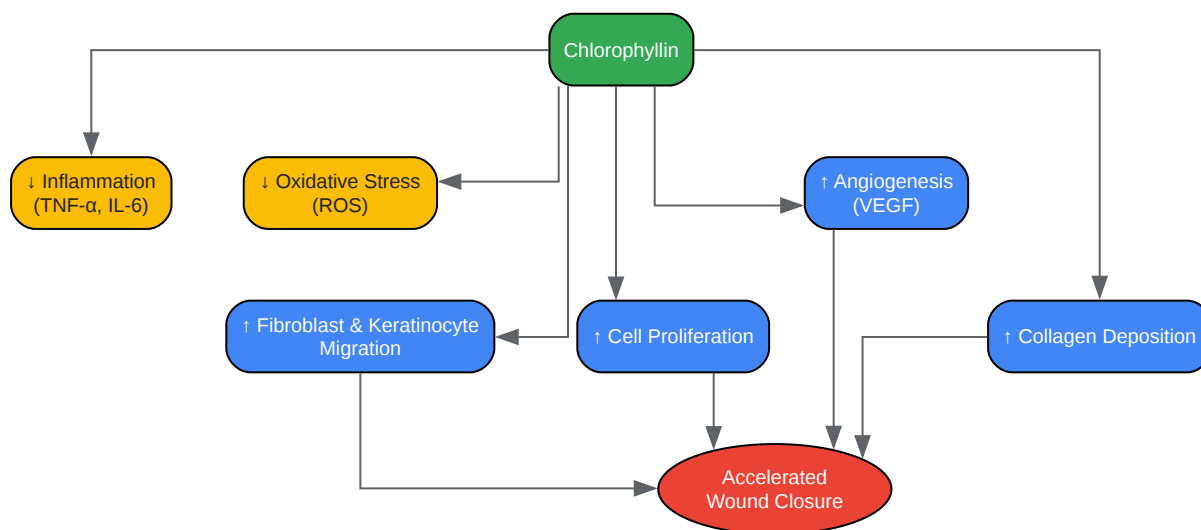 Chlorophyllin
↓ Inflammation
(TNF-α, IL-6)
↓ Oxidative Stress
(ROS)
↑ Angiogenesis
(VEGF)
↑ Fibroblast & Keratinocyte
Migration
↑ Cell Proliferation
↑ Collagen Deposition
Accelerated
Wound Closure